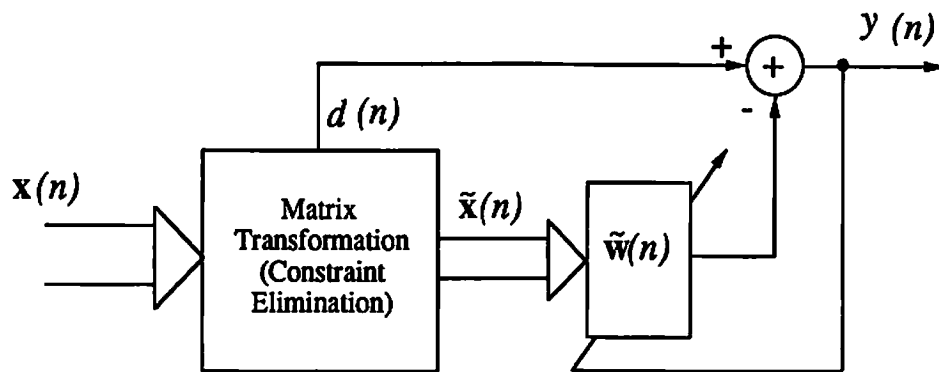 y (n)
+
+
-
d (n)
x(n)
Matrix
Transformation
(Constraint
Elimination)
x̃(n)
w̃(n)